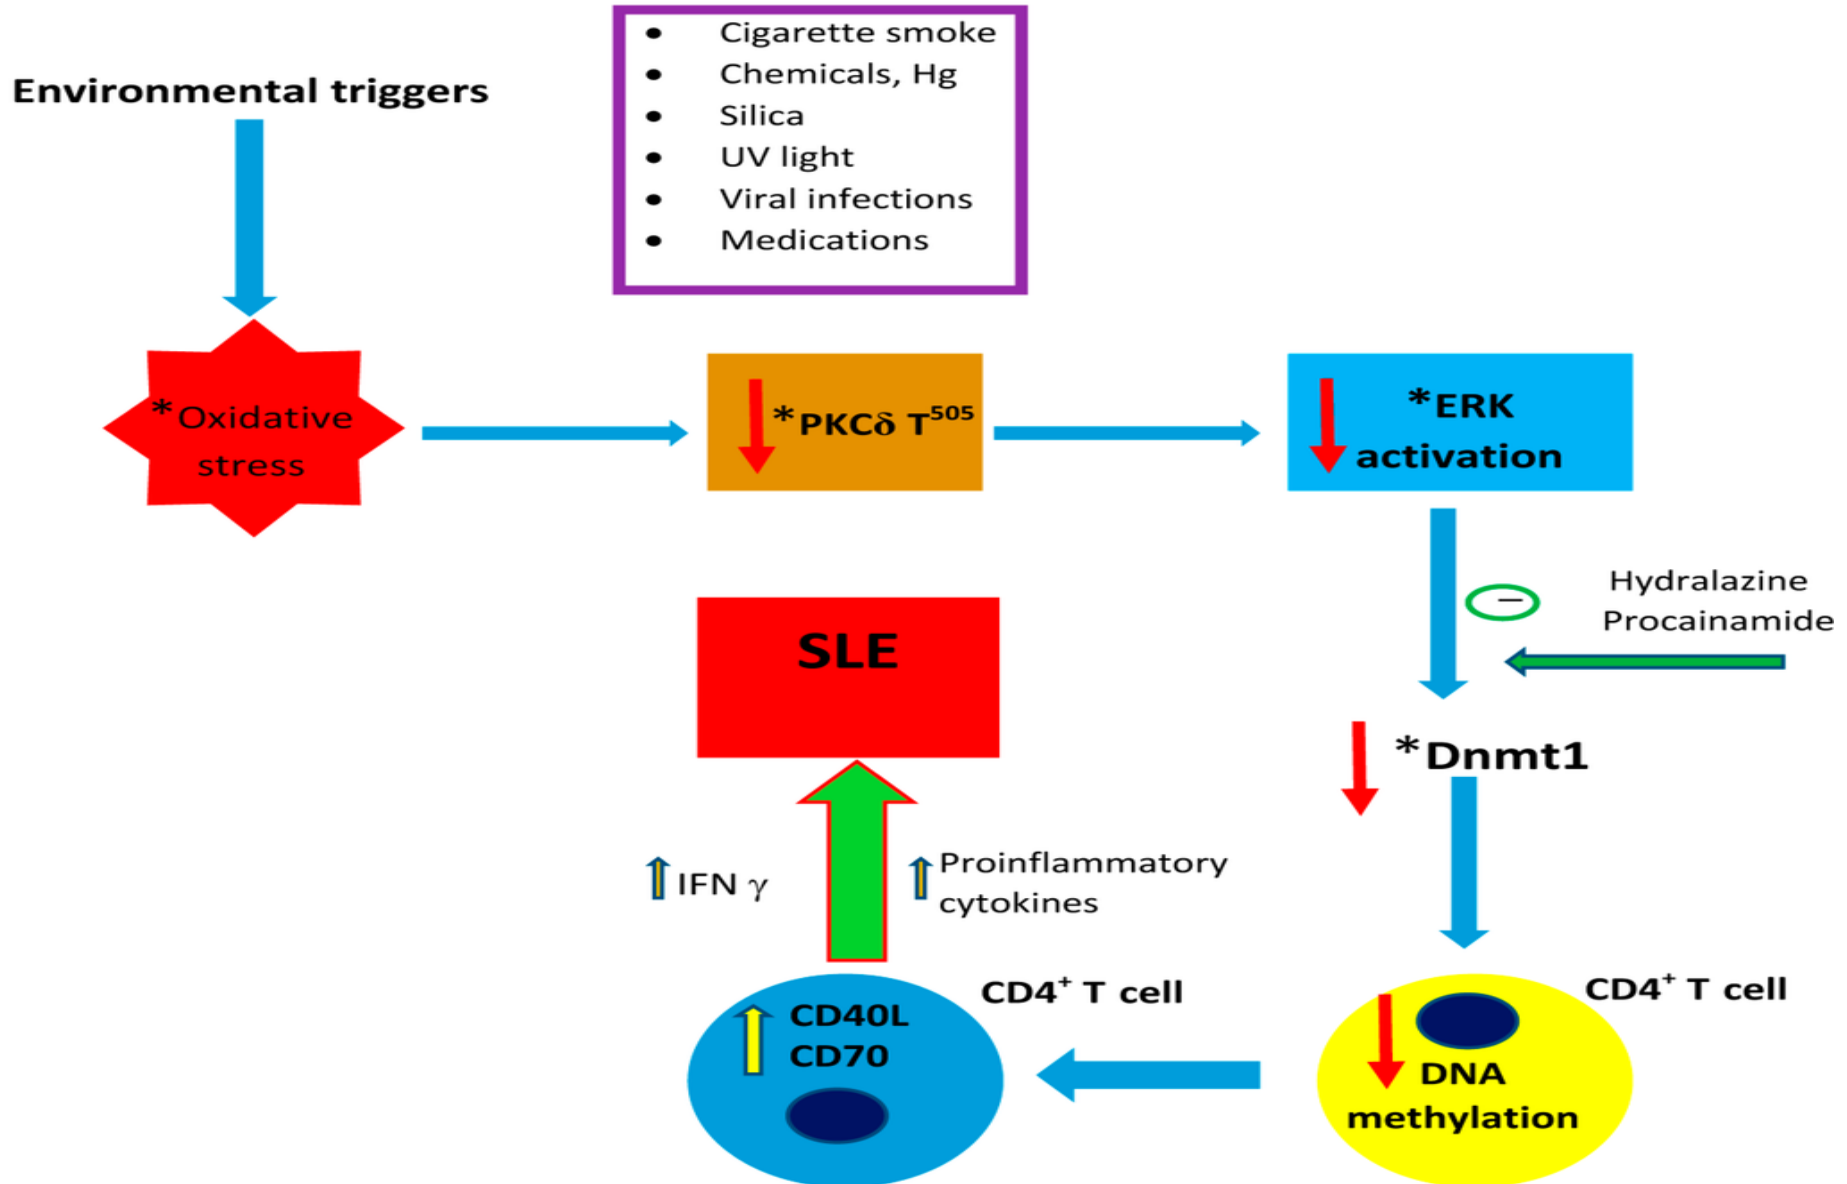 Environmental triggers
• Cigarette smoke
• Chemicals, Hg
• Silica
• UV light
• Viral infections
• Medications
*Oxidative
stress
*PKCδ T⁵⁰⁵
*ERK
activation
Hydralazine
Procainamide
–
*Dnmt1
SLE
IFN γ
Proinflammatory
cytokines
CD4⁺ T cell
CD40L
CD70
CD4⁺ T cell
DNA
methylation